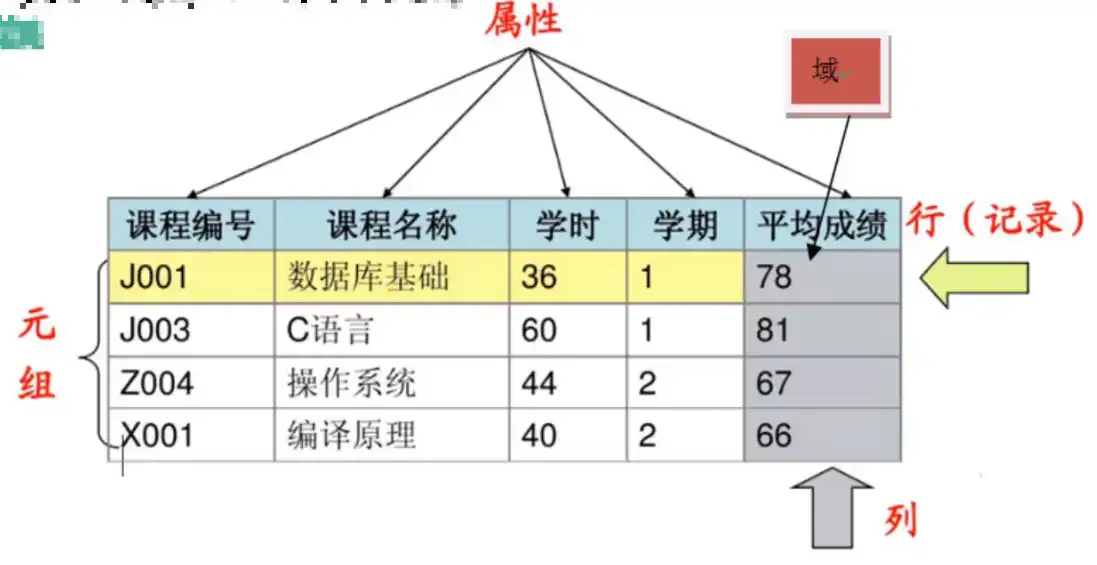 属性
域
课程编号 课程名称 学时 学期 平均成绩
行（记录）
J001 数据库基础 36 1 78
J003 C语言 60 1 81
Z004 操作系统 44 2 67
X001 编译原理 40 2 66
元
组
列